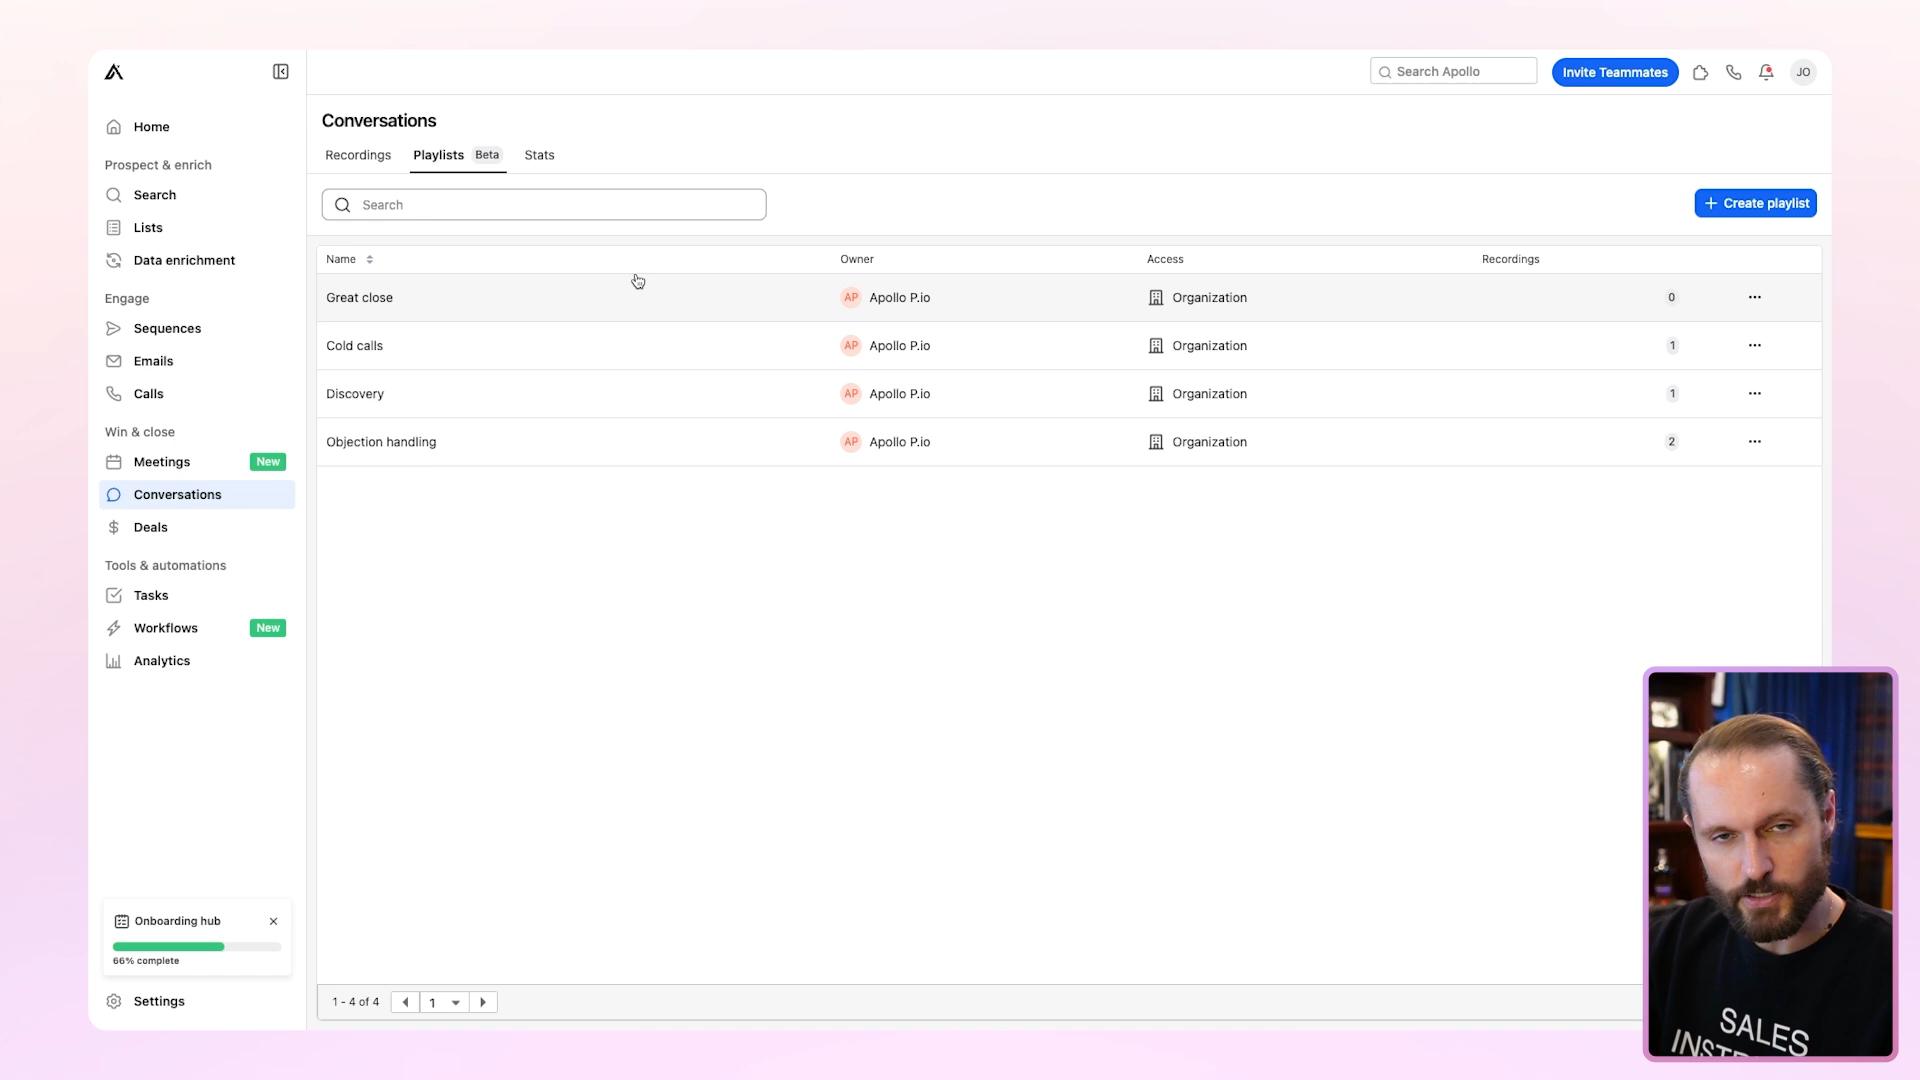 Search Apollo
Invite Teammates
JO
Home
Prospect & enrich
Search
Lists
Data enrichment
Engage
Sequences
Emails
Calls
Win & close
Meetings New
Conversations
Deals
Tools & automations
Tasks
Workflows New
Analytics
Onboarding hub
66% complete
Settings
Conversations
Recordings Playlists Beta Stats
Search
+ Create playlist
Name Owner Access Recordings
Great close AP Apollo P.io Organization 0 ...
Cold calls AP Apollo P.io Organization 1 ...
Discovery AP Apollo P.io Organization 1 ...
Objection handling AP Apollo P.io Organization 2 ...
1 - 4 of 4 1
SALES